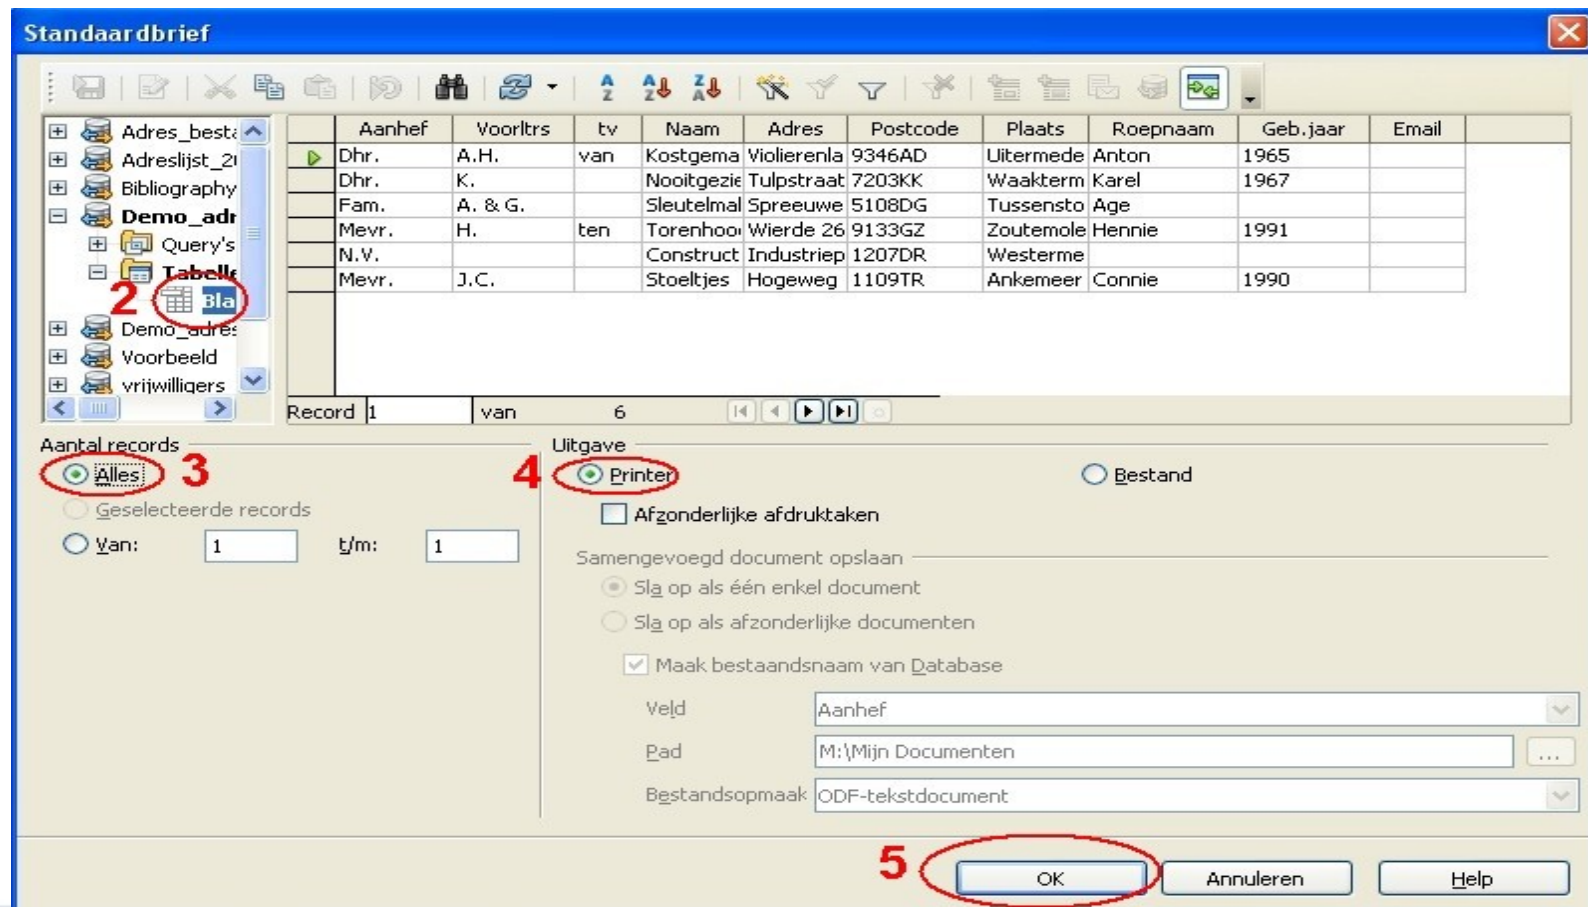 Standaardbrief
Adres_besta
Adreslijst_2
Bibliography
Demo_adr
Query's
Tabelle
2 Bla
Demo_adres
Voorbeeld
vrijwilligers
Aanhef Voorltrs tv Naam Adres Postcode Plaats Roepnaam Geb.jaar Email
Dhr. A.H. van Kostgema Violierenla 9346AD Uitermede Anton 1965
Dhr. K. Nooitgezie Tulpstraat 7203KK Waakterm Karel 1967
Fam. A. & G. Sleutelmal Spreeuwe 5108DG Tussensto Age
Mevr. H. ten Torenhoo Wierde 26 9133GZ Zoutemole Hennie 1991
N.V. Construct Industriep 1207DR Westerme
Mevr. J.C. Stoeltjes Hogeweg 1109TR Ankemeer Connie 1990
Record 1 van 6
Aantal records
Alles 3
Geselecteerde records
Van: 1 t/m: 1
Uitgave
4 Printer Bestand
Afzonderlijke afdruktaken
Samengevoegd document opslaan
Sla op als één enkel document
Sla op als afzonderlijke documenten
Maak bestaandsnaam van Database
Veld Aanhef
Pad M:\Mijn Documenten ...
Bestandsopmaak ODF-tekstdocument
5 OK Annuleren Help